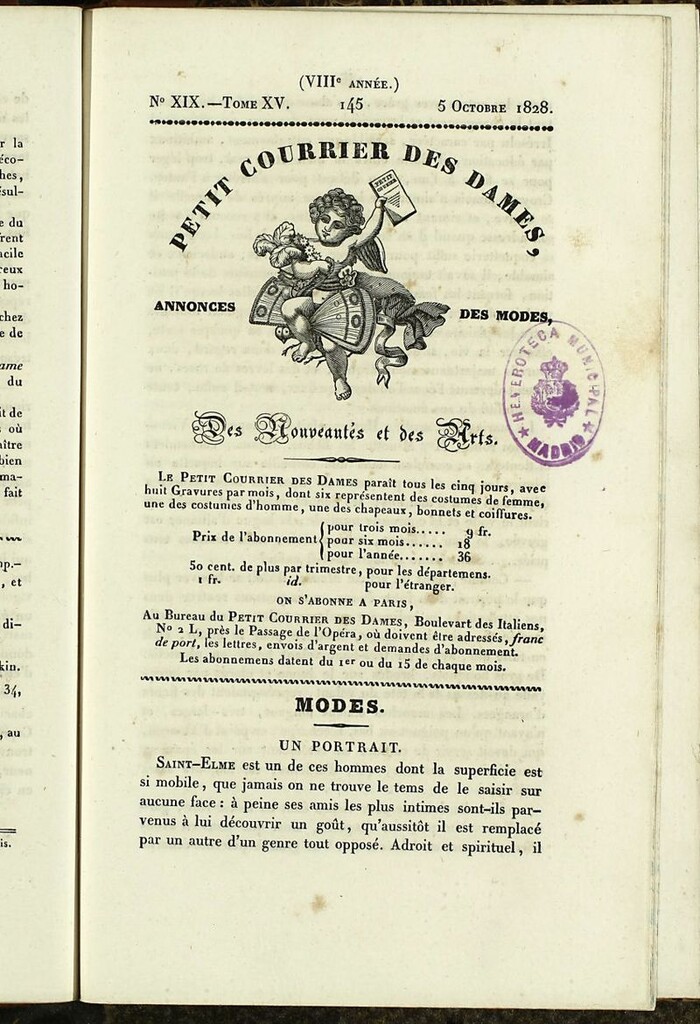 (VIIIe ANNÉE.)
No XIX.—TOME XV. 145 5 OCTOBRE 1828.
PETIT COURRIER DES DAMES,
ANNONCES DES MODES,
Des Nouveautés et des Arts.
HEMEROTECA MUNICIPAL
MADRID
LE PETIT COURRIER DES DAMES paraît tous les cinq jours, avec
huit Gravures par mois, dont six représentent des costumes de femme,
une des costumes d'homme, une des chapeaux, bonnets et coiffures.
Prix de l'abonnement
pour trois mois..... 9 fr.
pour six mois...... 18
pour l'année....... 36
50 cent. de plus par trimestre, pour les départemens.
1 fr. id. pour l'étranger.
ON S'ABONNE A PARIS,
Au Bureau du PETIT COURRIER DES DAMES, Boulevart des Italiens,
No 2 L, près le Passage de l'Opéra, où doivent être adressés, franc
de port, les lettres, envois d'argent et demandes d'abonnement.
Les abonnemens datent du 1er ou du 15 de chaque mois.
MODES.
UN PORTRAIT.
SAINT-ELME est un de ces hommes dont la superficie est
si mobile, que jamais on ne trouve le tems de le saisir sur
aucune face : à peine ses amis les plus intimes sont-ils par-
venus à lui découvrir un goût, qu'aussitôt il est remplacé
par un autre d'un genre tout opposé. Adroit et spirituel, il